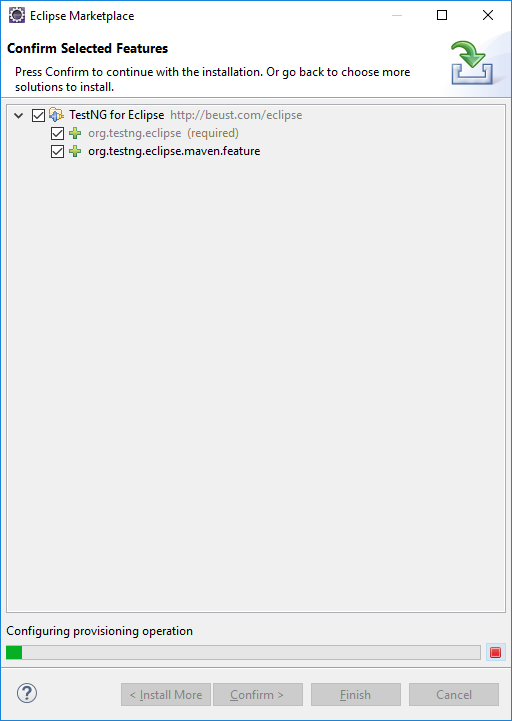 Eclipse Marketplace
Confirm Selected Features
Press Confirm to continue with the installation. Or go back to choose more
solutions to install.
TestNG for Eclipse http://beust.com/eclipse
org.testng.eclipse (required)
org.testng.eclipse.maven.feature
Configuring provisioning operation
? < Install More Confirm > Finish Cancel